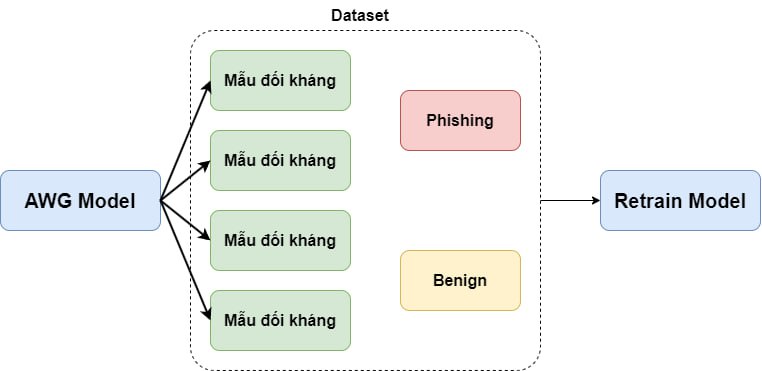 Dataset
Mẫu đối kháng
Phishing
Mẫu đối kháng
AWG Model
Retrain Model
Mẫu đối kháng
Benign
Mẫu đối kháng